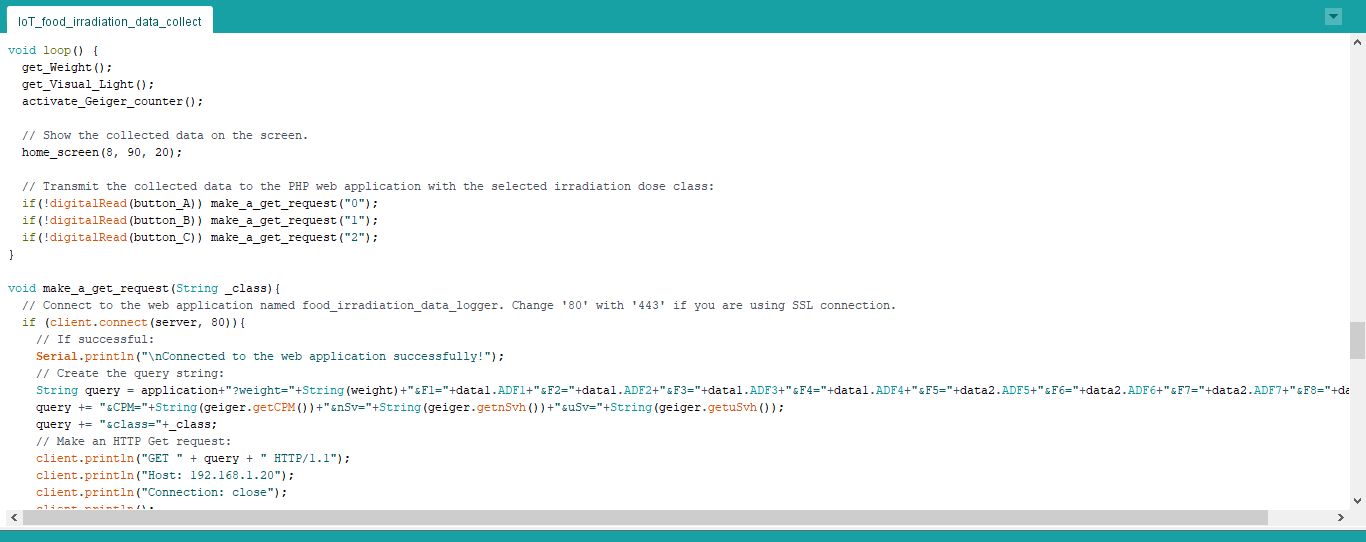 IoT_food_irradiation_data_collect
void loop() {
get_Weight();
get_Visual_Light();
activate_Geiger_counter();
// Show the collected data on the screen.
home_screen(8, 90, 20);
// Transmit the collected data to the PHP web application with the selected irradiation dose class:
if(!digitalRead(button_A)) make_a_get_request("0");
if(!digitalRead(button_B)) make_a_get_request("1");
if(!digitalRead(button_C)) make_a_get_request("2");
}
void make_a_get_request(String _class){
// Connect to the web application named food_irradiation_data_logger. Change '80' with '443' if you are using SSL connection.
if (client.connect(server, 80)){
// If successful:
Serial.println("\nConnected to the web application successfully!");
// Create the query string:
String query = application+"?weight="+String(weight)+"&F1="+data1.ADF1+"&F2="+data1.ADF2+"&F3="+data1.ADF3+"&F4="+data1.ADF4+"&F5="+data2.ADF5+"&F6="+data2.ADF6+"&F7="+data2.ADF7+"&F8="+da
query += "&CPM="+String(geiger.getCPM())+"&nSv="+String(geiger.getnSvh())+"&uSv="+String(geiger.getuSvh());
query += "&class="+_class;
// Make an HTTP Get request:
client.println("GET " + query + " HTTP/1.1");
client.println("Host: 192.168.1.20");
client.println("Connection: close");
client.println();